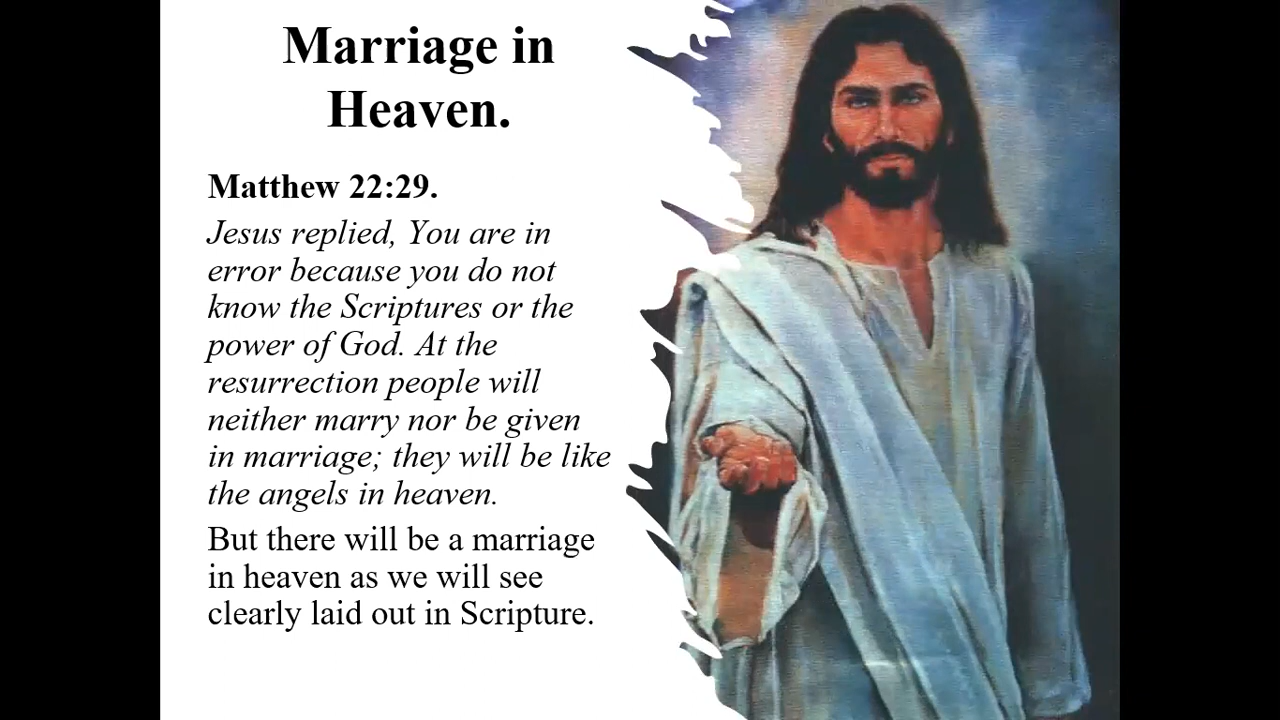 Marriage in
Heaven.
Matthew 22:29.
Jesus replied, You are in
error because you do not
know the Scriptures or the
power of God. At the
resurrection people will
neither marry nor be given
in marriage; they will be like
the angels in heaven.
But there will be a marriage
in heaven as we will see
clearly laid out in Scripture.